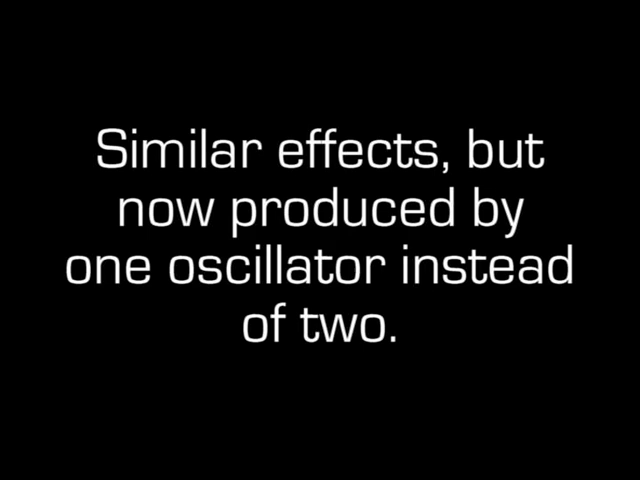 Similar effects, but
now produced by
one oscillator instead
of two.